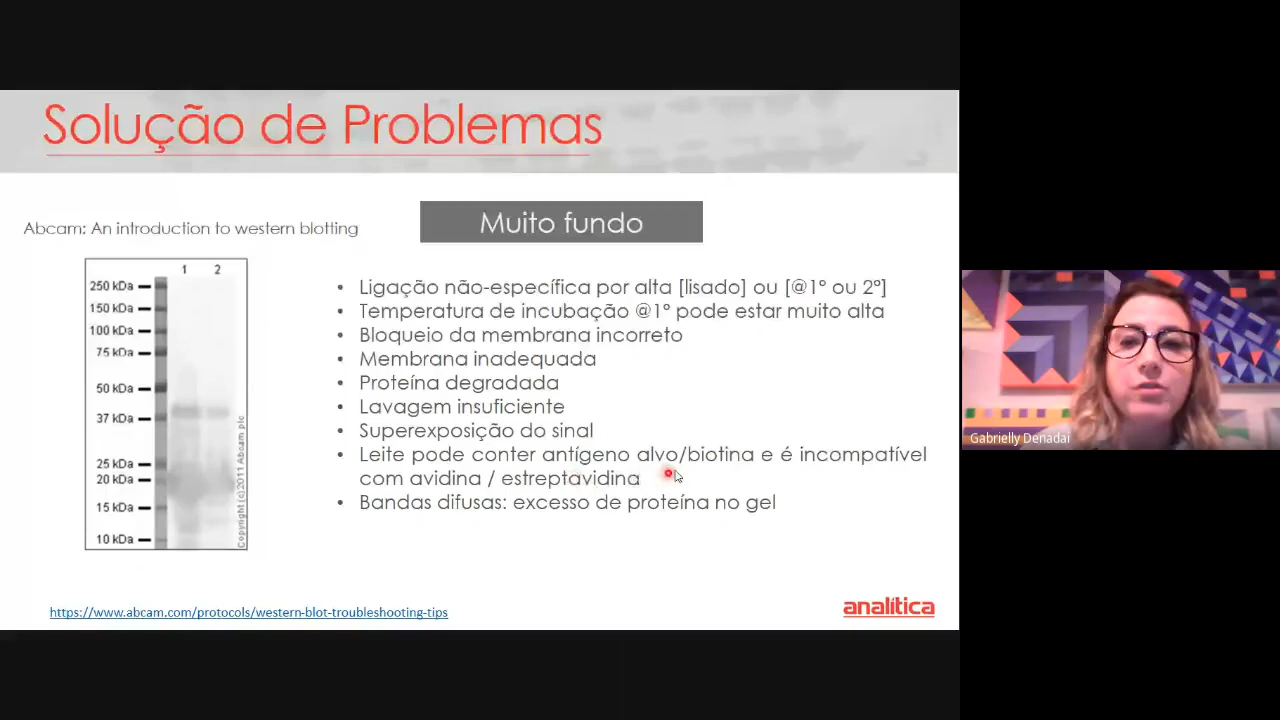 Solução de Problemas
Abcam: An introduction to western blotting
Muito fundo
1 2
250 kDa
150 kDa
100 kDa
75 kDa
50 kDa
37 kDa
25 kDa
20 kDa
15 kDa
10 kDa
Copyright (c)2011 Abcam plc
• Ligação não-específica por alta [lisado] ou [@1º ou 2º]
• Temperatura de incubação @1º pode estar muito alta
• Bloqueio da membrana incorreto
• Membrana inadequada
• Proteína degradada
• Lavagem insuficiente
• Superexposição do sinal
• Leite pode conter antígeno alvo/biotina e é incompatível
com avidina / estreptavidina
• Bandas difusas: excesso de proteína no gel
https://www.abcam.com/protocols/western-blot-troubleshooting-tips
analítica
Gabrielly Denadai